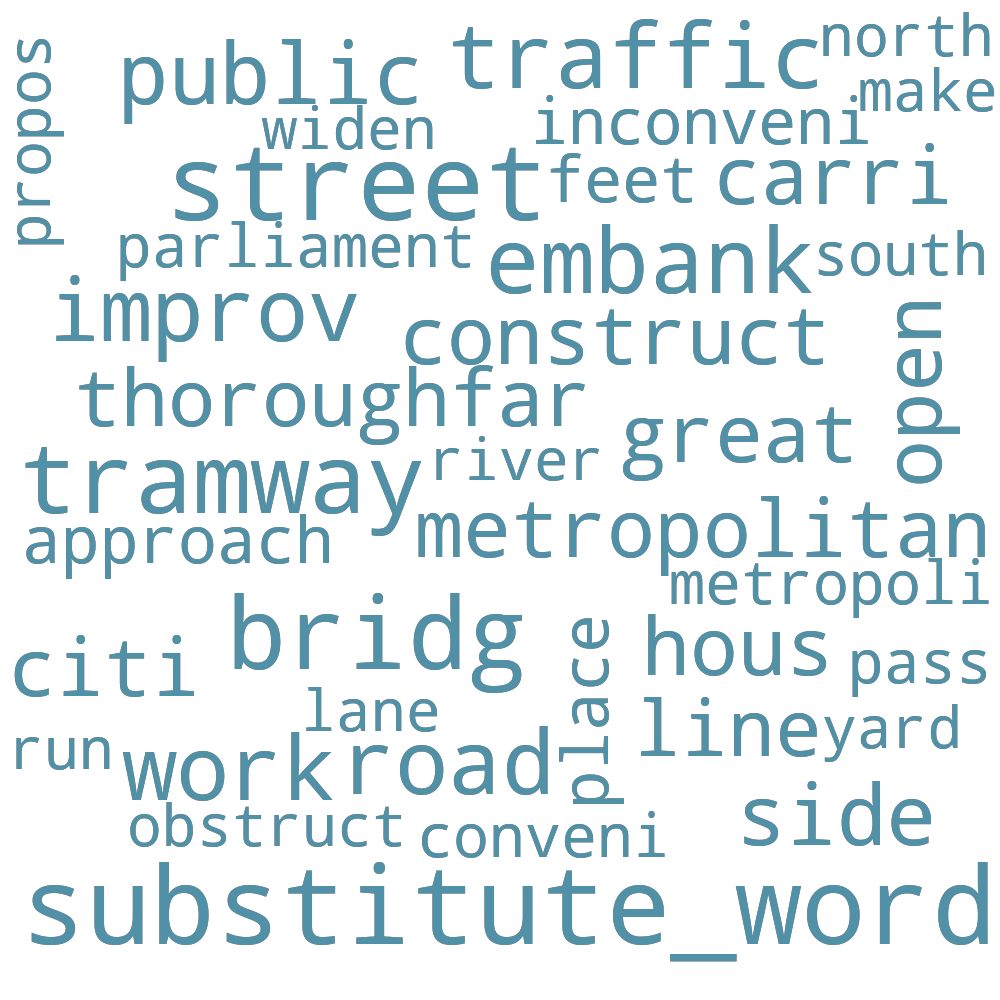 propos
public
traffic
north
make
widen
inconveni
street
feet
carri
parliament
embank
south
improv
construct
open
thoroughfar
great
tramway
river
approach
metropolitan
metropoli
bridg
citi
place
hous
pass
lane
line
yard
run
work
road
obstruct
conveni
side
substitute_word